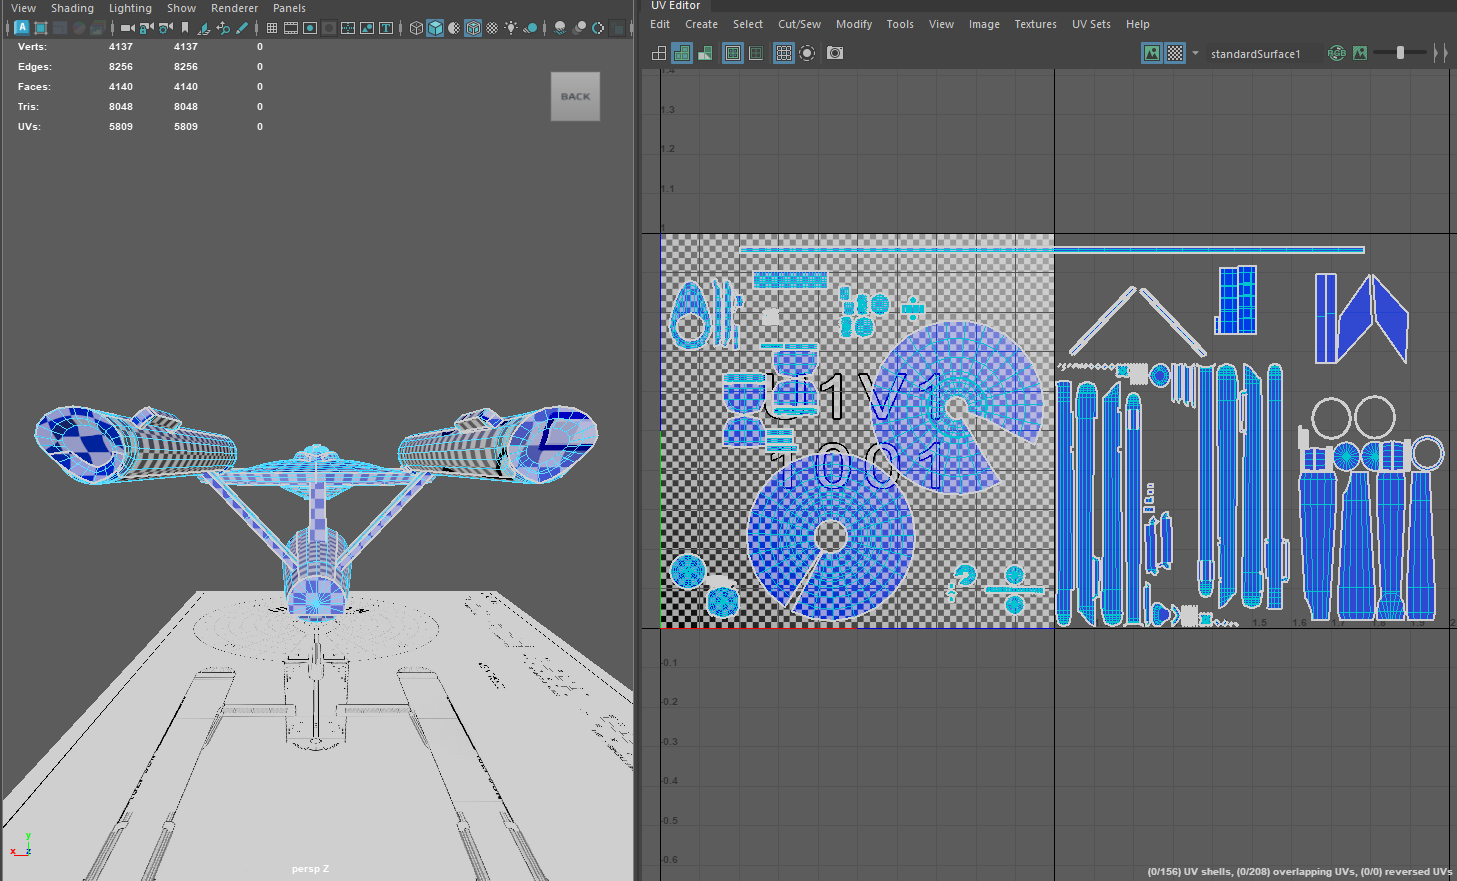 View Shading Lighting Show Renderer Panels
Verts: 4137 4137 0
Edges: 8256 8256 0
Faces: 4140 4140 0
Tris: 8048 8048 0
UVs: 5809 5809 0
BACK
y
x z
persp Z
UV Editor
Edit Create Select Cut/Sew Modify Tools View Image Textures UV Sets Help
standardSurface1
1.4
1.3
1.2
1.1
1
U1V1
1001
1.5 1.6 1.7 1.8 1.9 2
-0.1
-0.2
-0.3
-0.4
-0.5
-0.6
(0/156) UV shells, (0/208) overlapping UVs, (0/0) reversed UVs